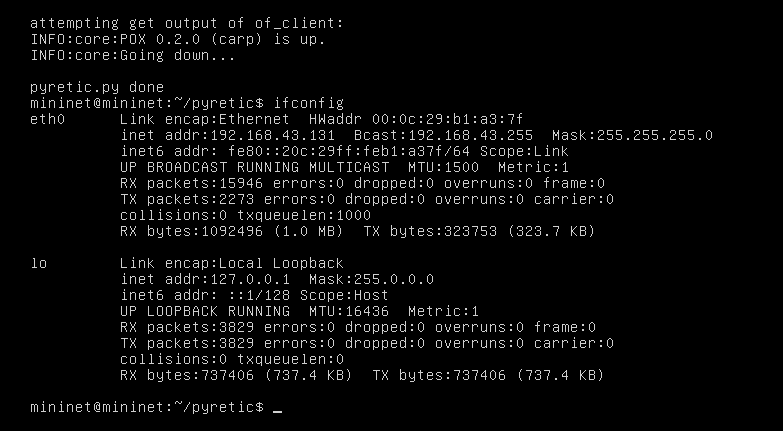 attempting get output of of_client:
INFO:core:POX 0.2.0 (carp) is up.
INFO:core:Going down...
pyretic.py done
mininet@mininet:~/pyretic$ ifconfig
eth0      Link encap:Ethernet  HWaddr 00:0c:29:b1:a3:7f
          inet addr:192.168.43.131  Bcast:192.168.43.255  Mask:255.255.255.0
          inet6 addr: fe80::20c:29ff:feb1:a37f/64 Scope:Link
          UP BROADCAST RUNNING MULTICAST  MTU:1500  Metric:1
          RX packets:15946 errors:0 dropped:0 overruns:0 frame:0
          TX packets:2273 errors:0 dropped:0 overruns:0 carrier:0
          collisions:0 txqueuelen:1000
          RX bytes:1092496 (1.0 MB)  TX bytes:323753 (323.7 KB)
lo        Link encap:Local Loopback
          inet addr:127.0.0.1  Mask:255.0.0.0
          inet6 addr: ::1/128 Scope:Host
          UP LOOPBACK RUNNING  MTU:16436  Metric:1
          RX packets:3829 errors:0 dropped:0 overruns:0 frame:0
          TX packets:3829 errors:0 dropped:0 overruns:0 carrier:0
          collisions:0 txqueuelen:0
          RX bytes:737406 (737.4 KB)  TX bytes:737406 (737.4 KB)
mininet@mininet:~/pyretic$ _